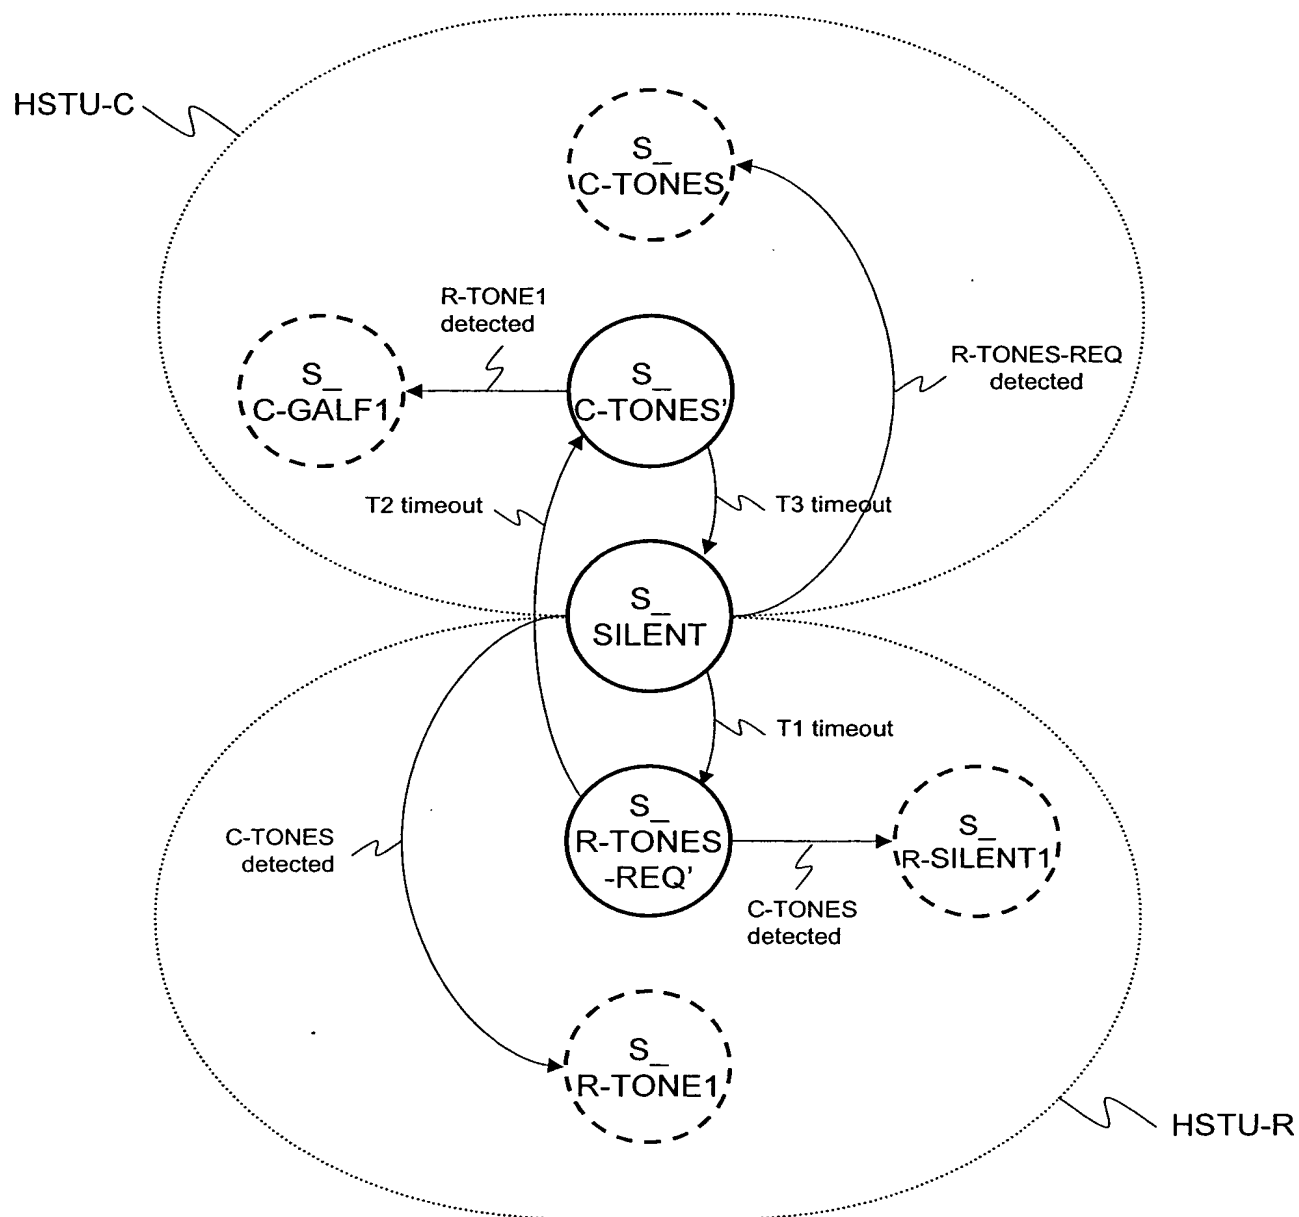 HSTU-C
S_
C-TONES
R-TONE1
detected
R-TONES-REQ
detected
S_
C-GALF1
S_
C-TONES'
T2 timeout
T3 timeout
S_
SILENT
T1 timeout
C-TONES
detected
S_
R-TONES
-REQ'
S_
R-SILENT1
C-TONES
detected
S_
R-TONE1
HSTU-R